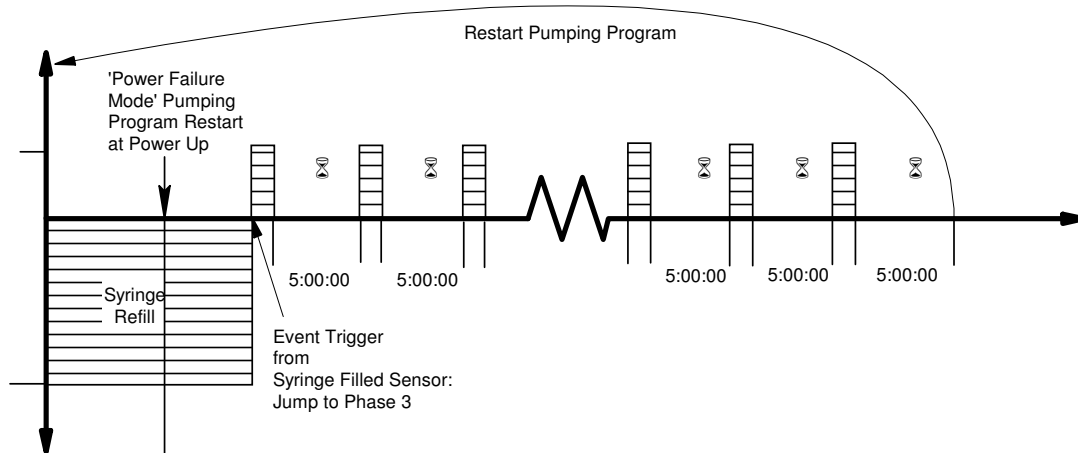 Restart Pumping Program
'Power Failure
Mode' Pumping
Program Restart
at Power Up
5:00:00
5:00:00
5:00:00
5:00:00
5:00:00
Syringe
Refill
Event Trigger
from
Syringe Filled Sensor:
Jump to Phase 3